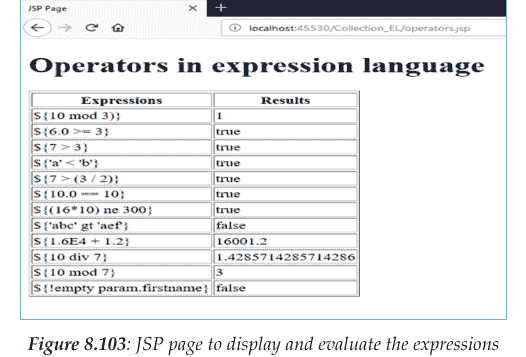 JSP Page
localhost:45530/Collection_EL/operators.jsp
Operators in expression language
Expressions Results
${10 mod 3)} 1
${6.0 >= 3} true
${7 > 3} true
${'a' < 'b'} true
${7 > (3 / 2)} true
${10.0 == 10} true
${(16*10) ne 300} true
${'abc' gt 'aef'} false
${1.6E4 + 1.2} 16001.2
${10 div 7} 1.4285714285714286
${10 mod 7} 3
${!empty param.firstname} false
Figure 8.103: JSP page to display and evaluate the expressions